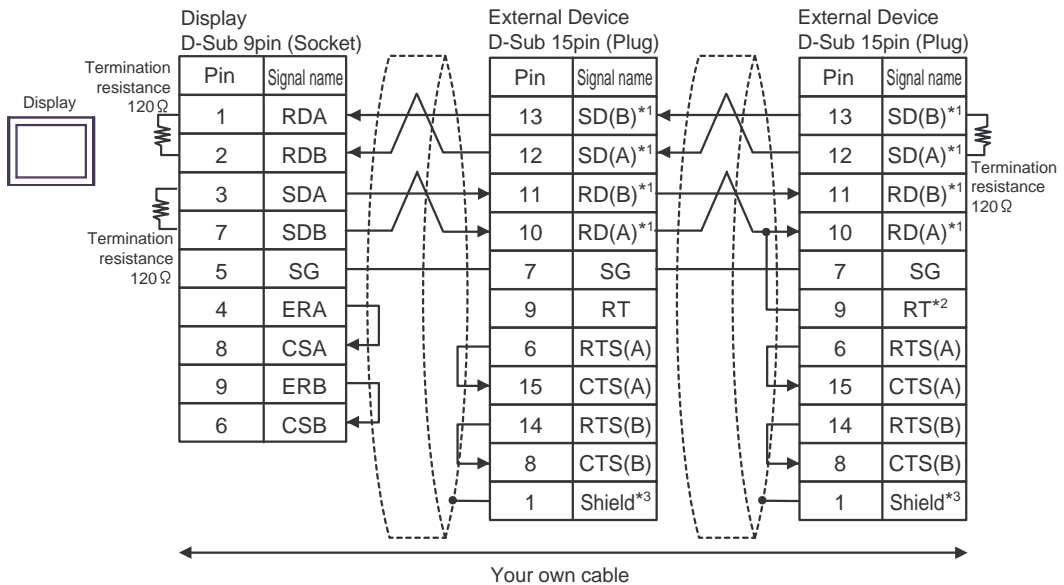 Display
D-Sub 9pin (Socket)
External Device
D-Sub 15pin (Plug)
External Device
D-Sub 15pin (Plug)
Termination
resistance
120Ω
Display
Pin Signal name
1 RDA
2 RDB
3 SDA
7 SDB
5 SG
4 ERA
8 CSA
9 ERB
6 CSB
Termination
resistance
120Ω
Pin Signal name
13 SD(B)*1
12 SD(A)*1
11 RD(B)*1
10 RD(A)*1
7 SG
9 RT
6 RTS(A)
15 CTS(A)
14 RTS(B)
8 CTS(B)
1 Shield*3
Pin Signal name
13 SD(B)*1
12 SD(A)*1
11 RD(B)*1
10 RD(A)*1
7 SG
9 RT*2
6 RTS(A)
15 CTS(A)
14 RTS(B)
8 CTS(B)
1 Shield*3
Termination
resistance
120Ω
Your own cable